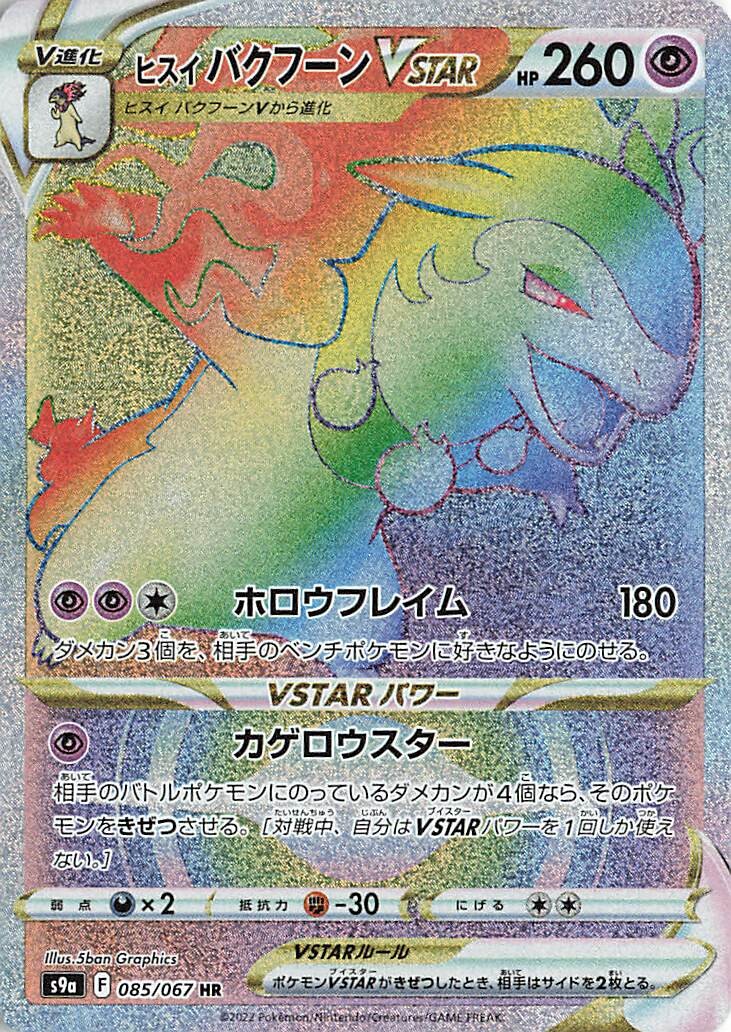 V進化
ヒスイ バクフーン VSTAR HP 260
ヒスイ バクフーンVから進化
ホロウフレイム 180
ダメカン3個を、相手のベンチポケモンに好きなようにのせる。
VSTARパワー
カゲロウスター
相手のバトルポケモンにのっているダメカンが4個なら、そのポケ
モンをきぜつさせる。[対戦中、自分はVSTARパワーを1回しか使え
ない。]
弱点 ×2 抵抗力 -30 にげる
Illus.5ban Graphics
VSTARルール
s9a F 085/067 HR
ポケモンVSTARがきぜつしたとき、相手はサイドを2枚とる。
©2022 Pokémon/Nintendo/Creatures/GAME FREAK.